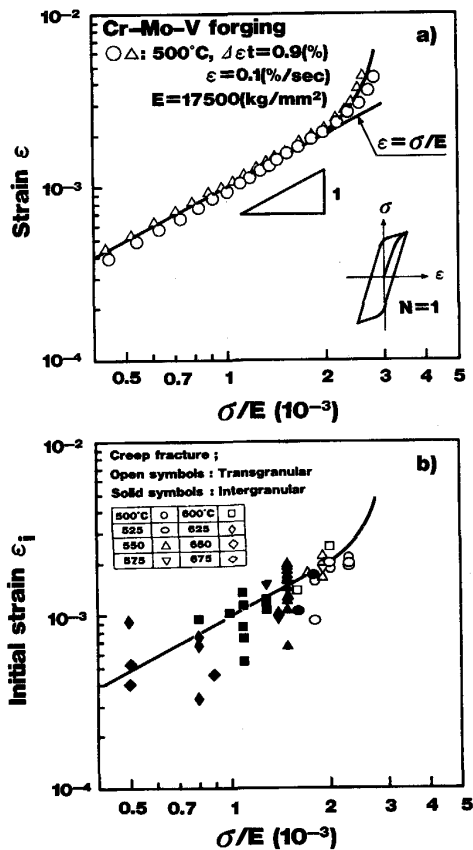 Cr–Mo–V forging
a)
○ △: 500°C, Δεt=0.9(%)
ε=0.1(%/sec)
E=17500(kg/mm²)
ε=σ/E
1
σ
ε
N=1
Strain ε
10⁻²
10⁻³
10⁻⁴
0.5 0.7 1 2 3 4 5
σ/E (10⁻³)
b)
Creep fracture ;
Open symbols : Transgranular
Solid symbols : Intergranular
500°C ○ 600°C □
525 ○ 625 ◇
550 △ 650 ◇
575 ▽ 675 ◇
Initial strain εi
10⁻²
10⁻³
10⁻⁴
0.5 0.7 1 2 3 4 5
σ/E (10⁻³)